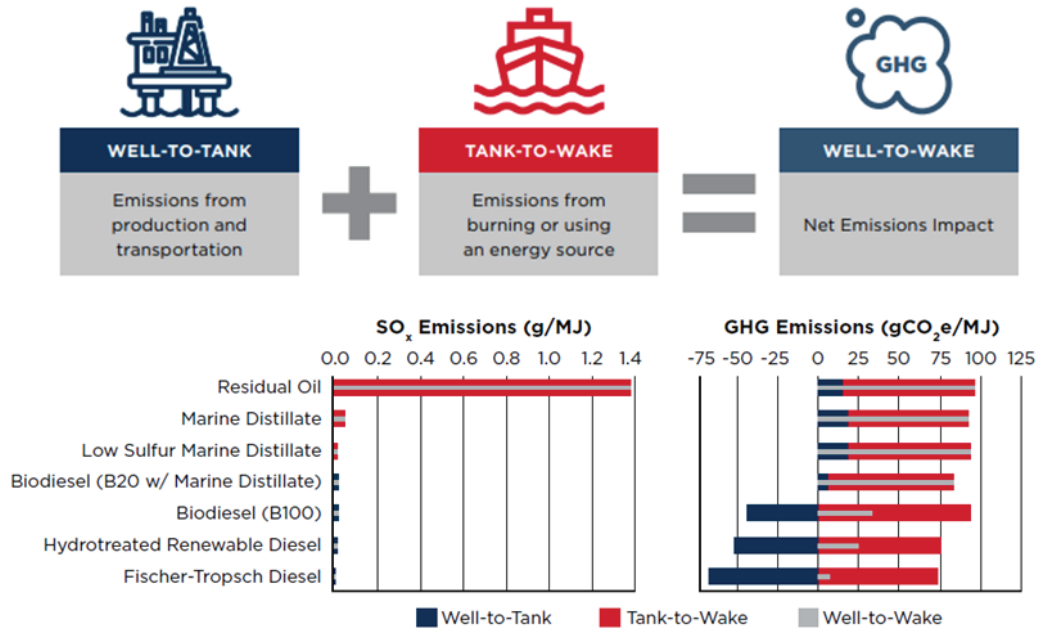 GHG
WELL-TO-TANK
TANK-TO-WAKE
WELL-TO-WAKE
Emissions from
production and
transportation
Emissions from
burning or using
an energy source
Net Emissions Impact
SOx Emissions (g/MJ)
0.0 0.2 0.4 0.6 0.8 1.0 1.2 1.4
GHG Emissions (gCO2e/MJ)
-75 -50 -25 0 25 50 75 100 125
Residual Oil
Marine Distillate
Low Sulfur Marine Distillate
Biodiesel (B20 w/ Marine Distillate)
Biodiesel (B100)
Hydrotreated Renewable Diesel
Fischer-Tropsch Diesel
Well-to-Tank
Tank-to-Wake
Well-to-Wake